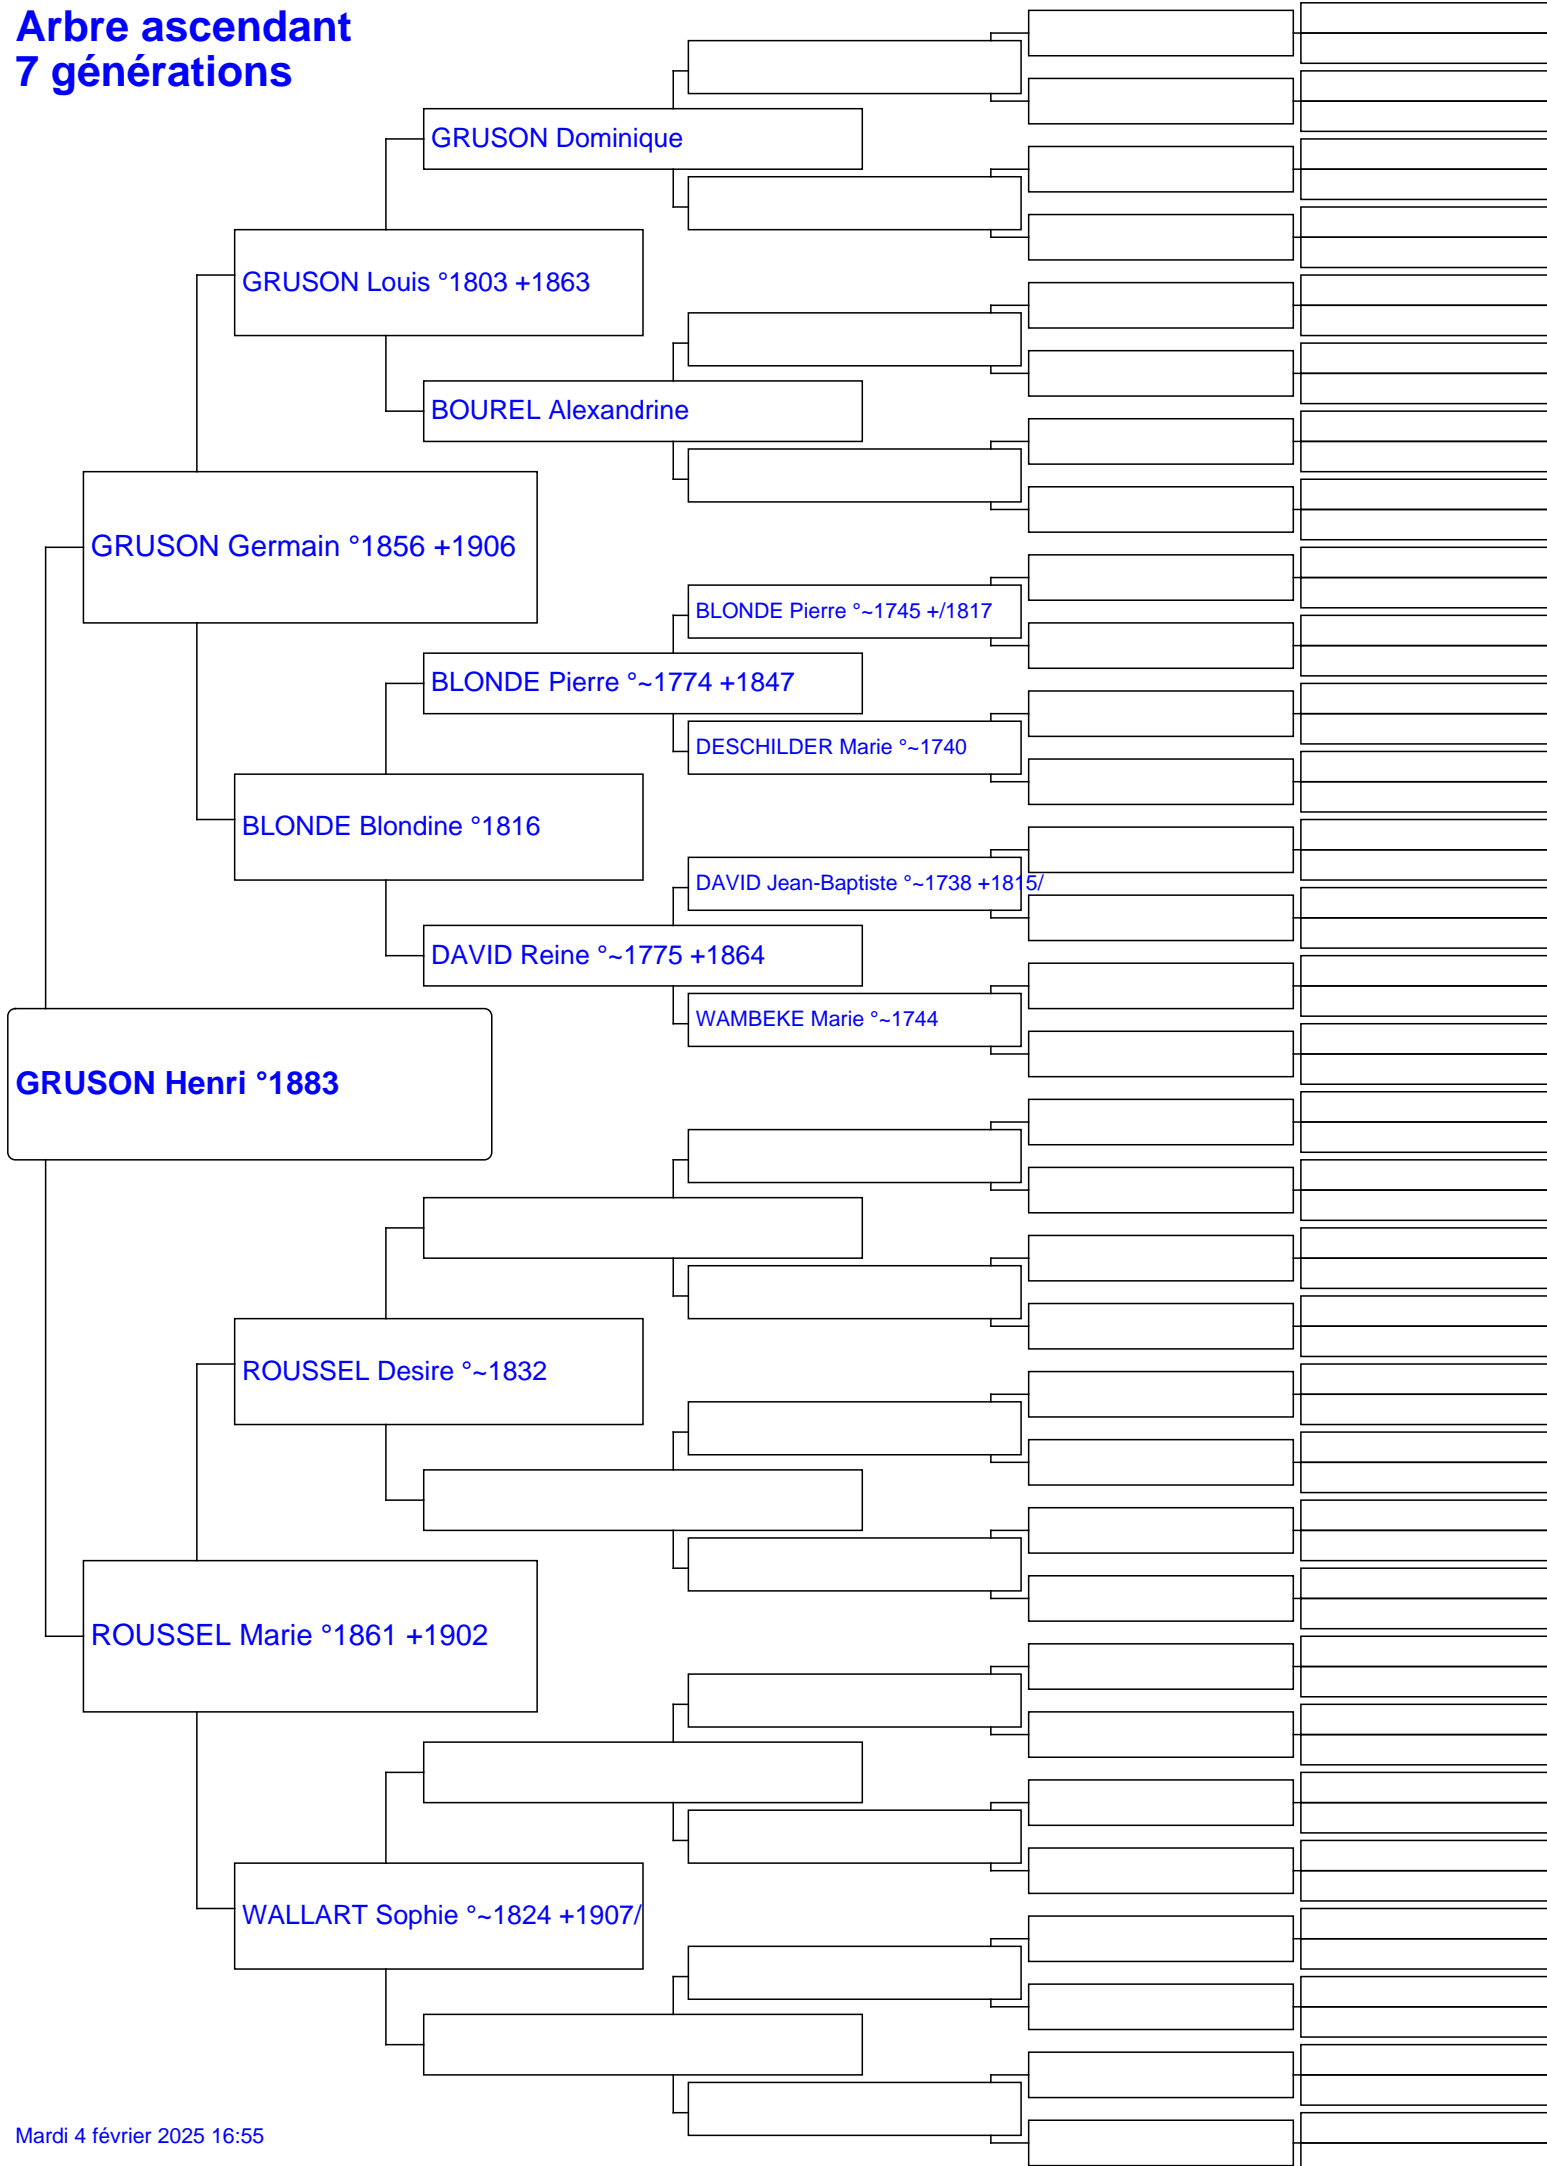 Arbre ascendant
7 générations
GRUSON Dominique
GRUSON Louis °1803 +1863
BOUREL Alexandrine
GRUSON Germain °1856 +1906
BLONDE Pierre °~1745 +/1817
BLONDE Pierre °~1774 +1847
DESCHILDER Marie °~1740
BLONDE Blondine °1816
DAVID Jean-Baptiste °~1738 +1815/
DAVID Reine °~1775 +1864
WAMBEKE Marie °~1744
GRUSON Henri °1883
ROUSSEL Desire °~1832
ROUSSEL Marie °1861 +1902
WALLART Sophie °~1824 +1907/
Mardi 4 février 2025 16:55